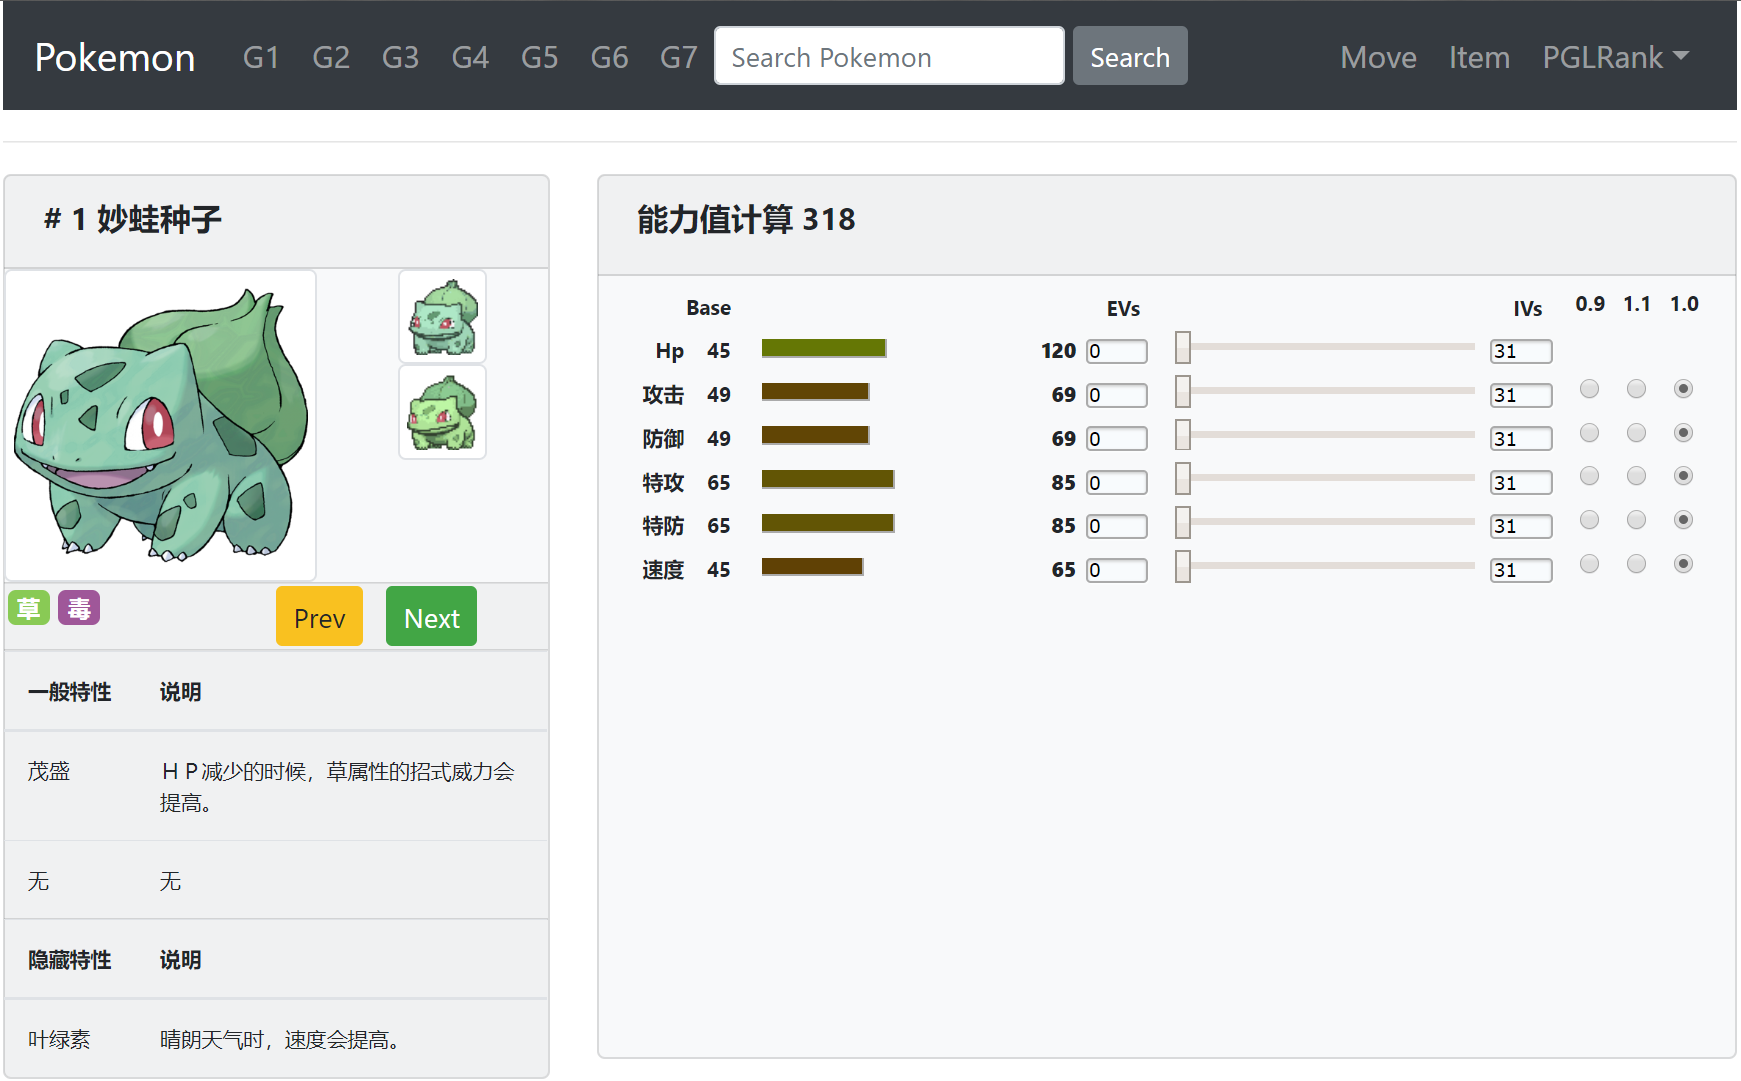 Pokemon G1 G2 G3 G4 G5 G6 G7 Search Pokemon Search Move Item PGLRank
# 1 妙蛙种子
草 毒 Prev Next
一般特性 说明
茂盛 ＨＰ减少的时候，草属性的招式威力会
提高。
无 无
隐藏特性 说明
叶绿素 晴朗天气时，速度会提高。
能力值计算 318
Base EVs IVs 0.9 1.1 1.0
Hp 45 120 0 31
攻击 49 69 0 31
防御 49 69 0 31
特攻 65 85 0 31
特防 65 85 0 31
速度 45 65 0 31